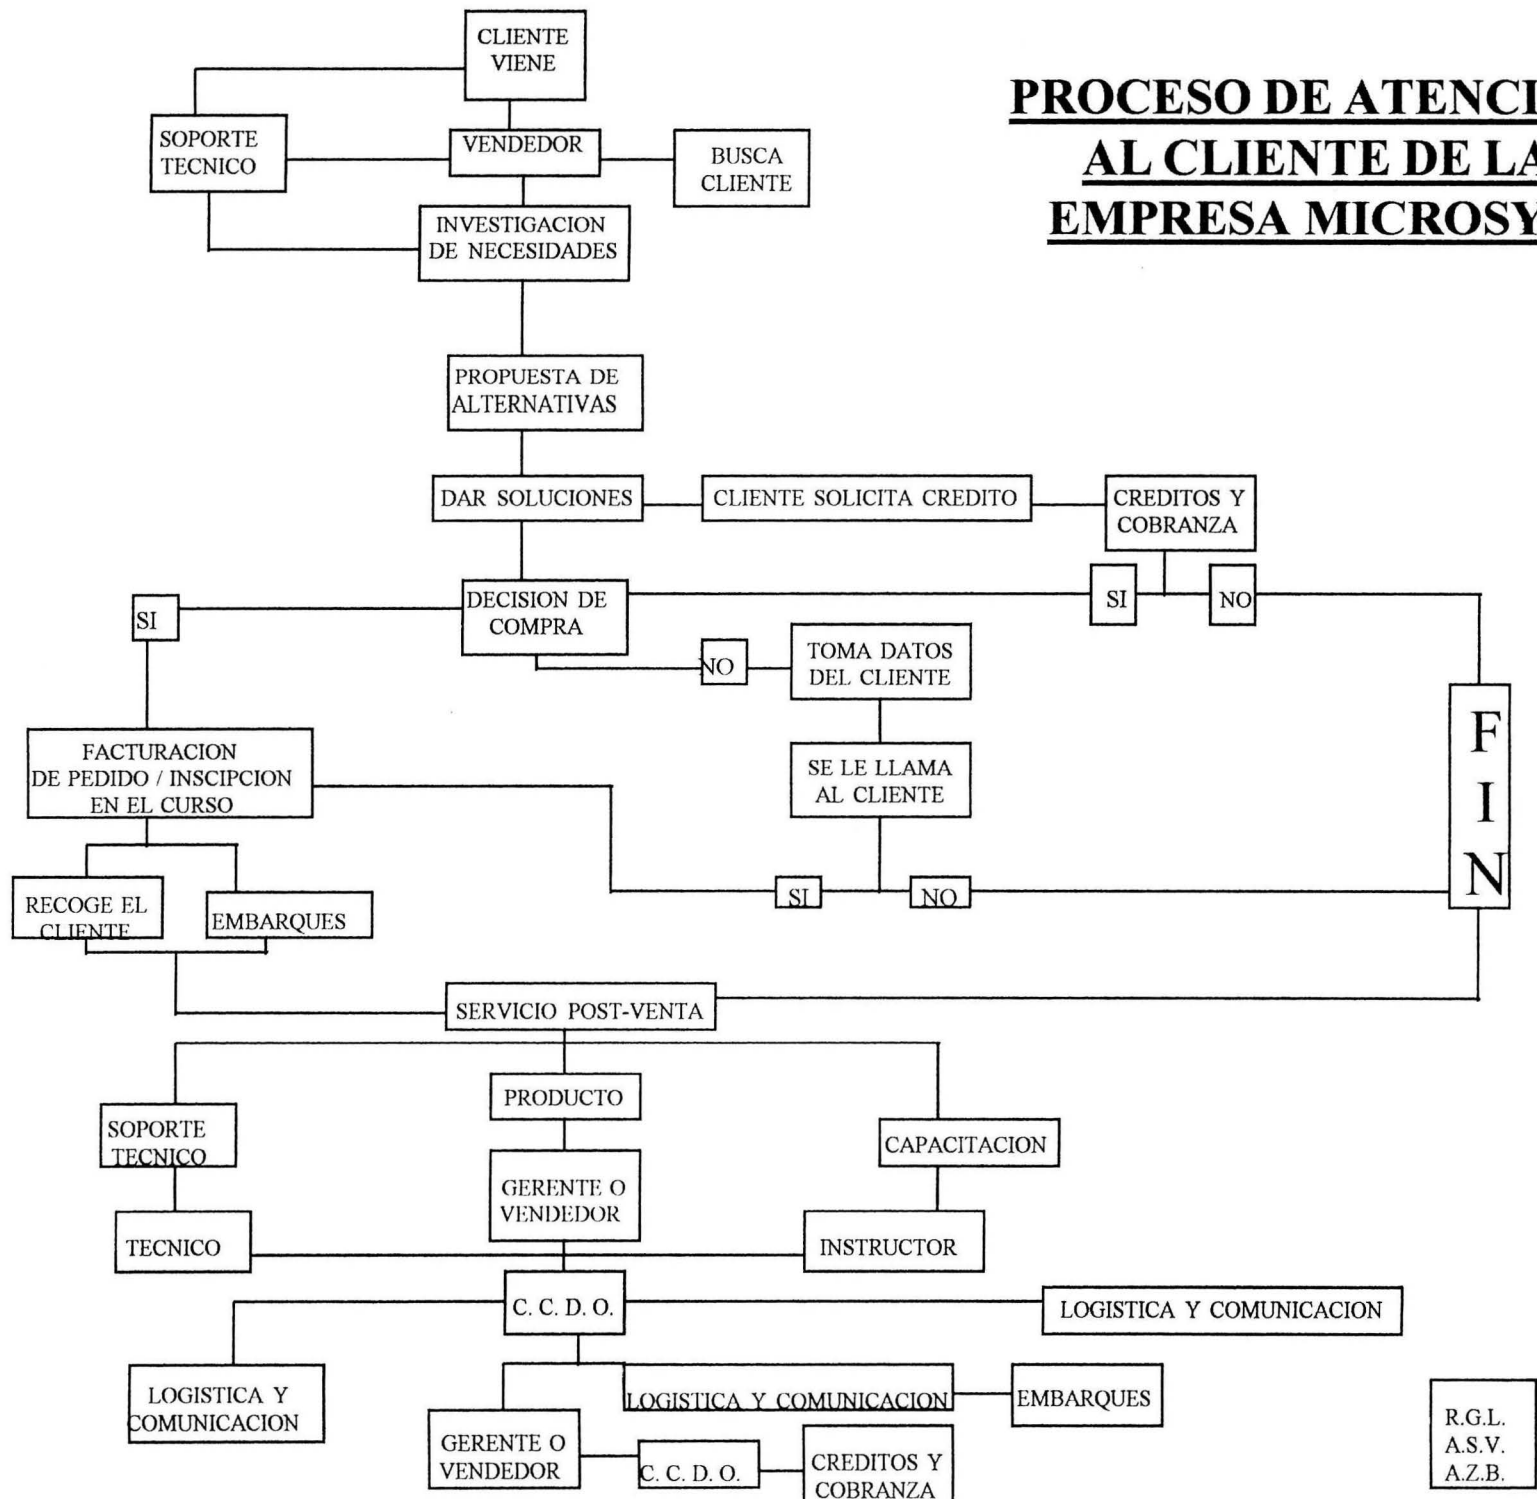 CLIENTE
VIENE
PROCESO DE ATENCI
AL CLIENTE DE LA
EMPRESA MICROSY
SOPORTE
TECNICO
VENDEDOR
BUSCA
CLIENTE
INVESTIGACION
DE NECESIDADES
PROPUESTA DE
ALTERNATIVAS
DAR SOLUCIONES
CLIENTE SOLICITA CREDITO
CREDITOS Y
COBRANZA
SI
DECISION DE
COMPRA
SI
NO
NO
TOMA DATOS
DEL CLIENTE
FIN
FACTURACION
DE PEDIDO / INSCIPCION
EN EL CURSO
SE LE LLAMA
AL CLIENTE
SI
NO
RECOGE EL
CLIENTE
EMBARQUES
SERVICIO POST-VENTA
SOPORTE
TECNICO
PRODUCTO
CAPACITACION
GERENTE O
VENDEDOR
TECNICO
INSTRUCTOR
C. C. D. O.
LOGISTICA Y COMUNICACION
LOGISTICA Y
COMUNICACION
LOGISTICA Y COMUNICACION
EMBARQUES
GERENTE O
VENDEDOR
C. C. D. O.
CREDITOS Y
COBRANZA
R.G.L.
A.S.V.
A.Z.B.